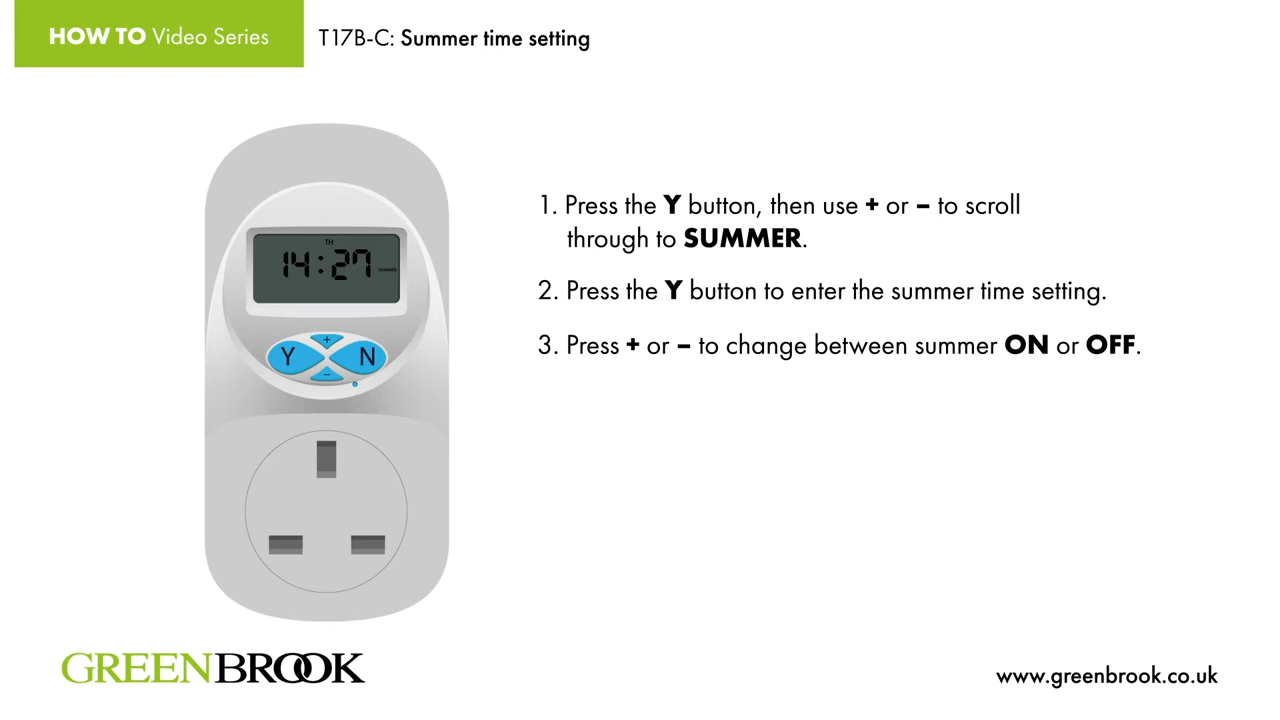 HOW TO Video Series
T17B-C: Summer time setting
1. Press the Y button, then use + or – to scroll
through to SUMMER.
2. Press the Y button to enter the summer time setting.
3. Press + or – to change between summer ON or OFF.
TH
14:27
SUMMER
+
Y N
–
GREENBROOK
www.greenbrook.co.uk